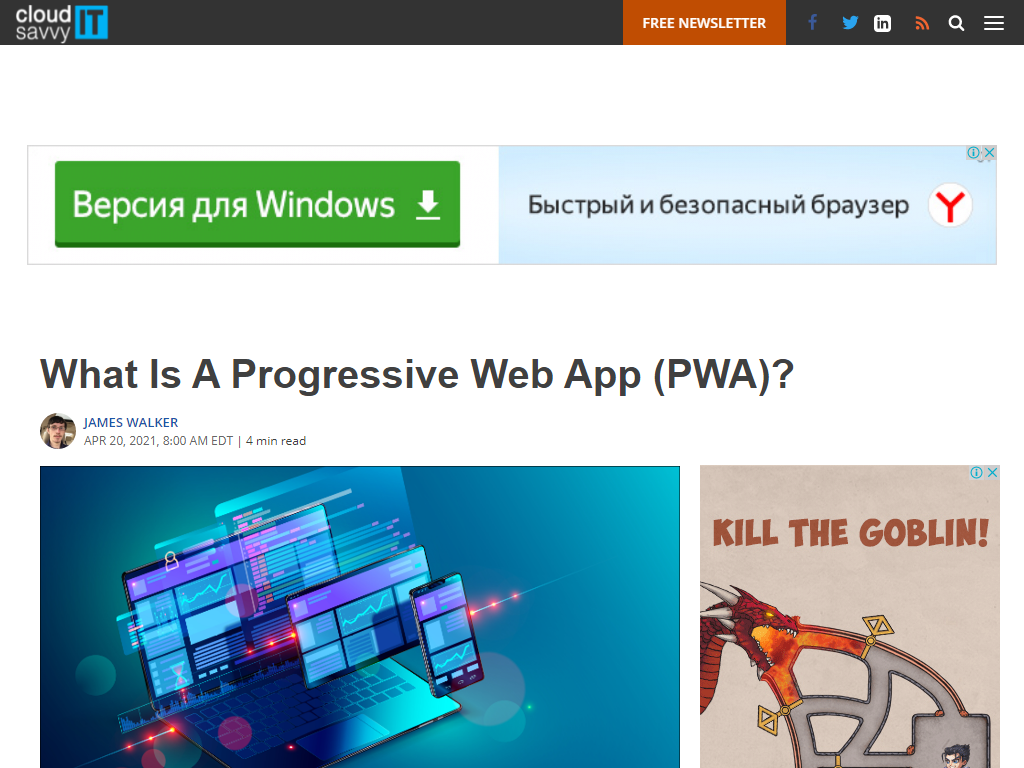 cloud
savvy IT
FREE NEWSLETTER
Версия для Windows
Быстрый и безопасный браузер
What Is A Progressive Web App (PWA)?
JAMES WALKER
APR 20, 2021, 8:00 AM EDT | 4 min read
KILL THE GOBLIN!